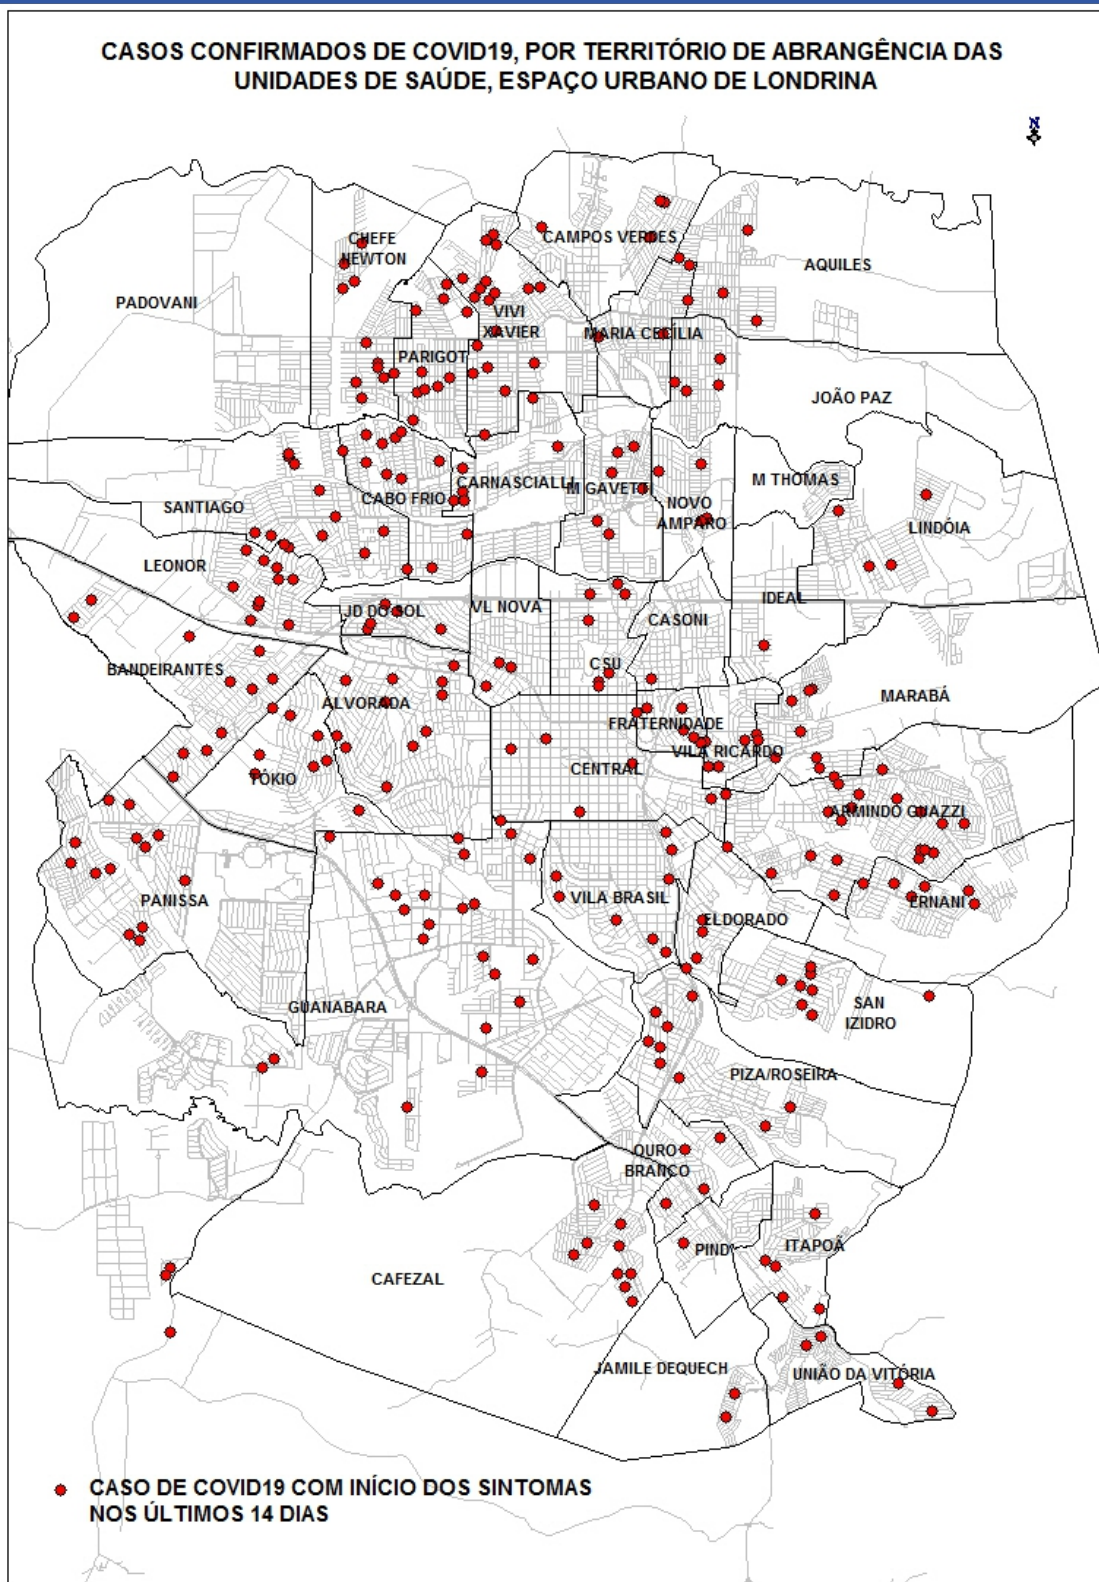 CASOS CONFIRMADOS DE COVID19, POR TERRITÓRIO DE ABRANGÊNCIA DAS
UNIDADES DE SAÚDE, ESPAÇO URBANO DE LONDRINA
N
CHEFE
NEWTON
CAMPOS VERDES
AQUILES
PADOVANI
VIVI
XAVIER
MARIA CECÍLIA
PARIGOT
JOÃO PAZ
CARNASCIALLI
M GAVETI
M THOMAS
CABO FRIO
SANTIAGO
NOVO
AMPARO
LINDÓIA
LEONOR
JD DO SOL
VL NOVA
IDEAL
CASONI
CSU
BANDEIRANTES
MARABÁ
ALVORADA
FRATERNIDADE
VILA RICARDO
CENTRAL
TÓKIO
ARMINDO GUAZZI
PANISSA
VILA BRASIL
ERNANI
ELDORADO
GUANABARA
SAN
IZIDRO
PIZA/ROSEIRA
OURO
BRANCO
PIND
ITAPOÃ
CAFEZAL
JAMILE DEQUECH
UNIÃO DA VITÓRIA
CASO DE COVID19 COM INÍCIO DOS SINTOMAS
NOS ÚLTIMOS 14 DIAS